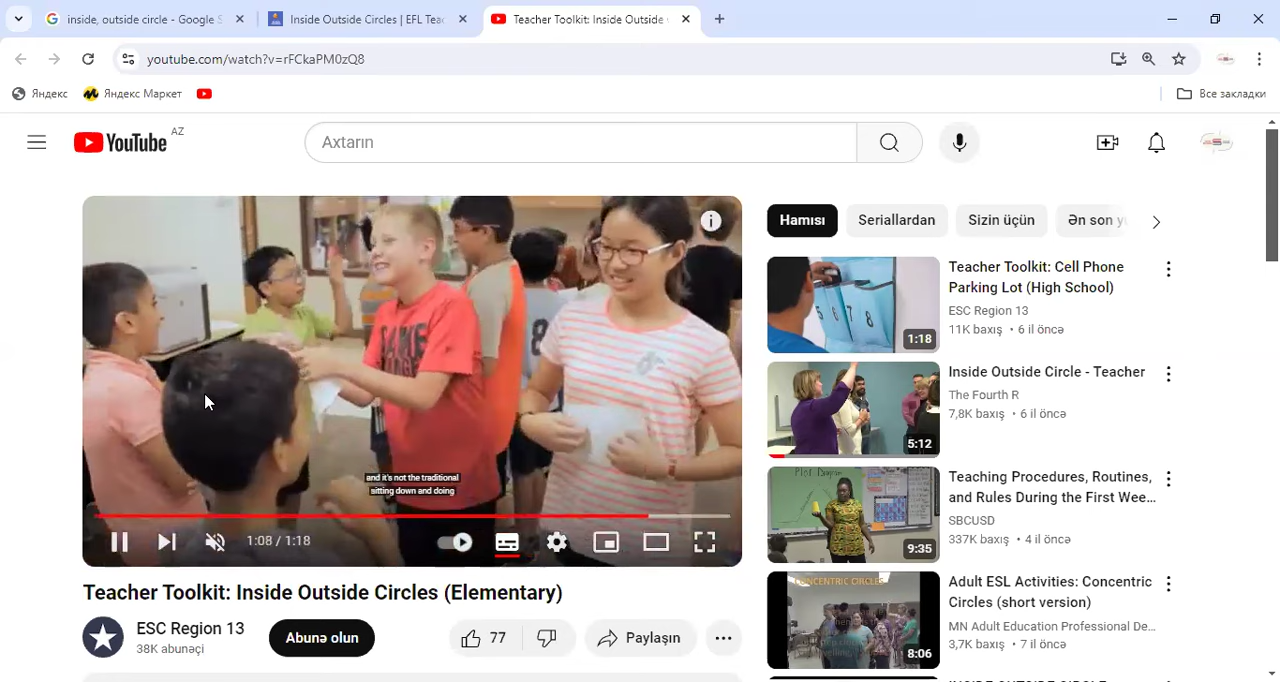 inside, outside circle - Google S
Inside Outside Circles | EFL Teac
Teacher Toolkit: Inside Outside
youtube.com/watch?v=rFCkaPM0zQ8
Яндекс
Яндекс Маркет
Все закладки
YouTube AZ
Axtarın
and it's not the traditional
sitting down and doing
1:08 / 1:18
Teacher Toolkit: Inside Outside Circles (Elementary)
ESC Region 13
38K abunəçi
Abunə olun
77
Paylaşın
Hamısı
Seriallardan
Sizin üçün
Ən son yü
Teacher Toolkit: Cell Phone
Parking Lot (High School)
ESC Region 13
11K baxış • 6 il öncə
5 6 7 8
1:18
Inside Outside Circle - Teacher
The Fourth R
7,8K baxış • 6 il öncə
5:12
Teaching Procedures, Routines,
and Rules During the First Wee...
SBCUSD
337K baxış • 4 il öncə
9:35
Adult ESL Activities: Concentric
Circles (short version)
MN Adult Education Professional De...
3,7K baxış • 7 il öncə
CONCENTRIC CIRCLES
8:06